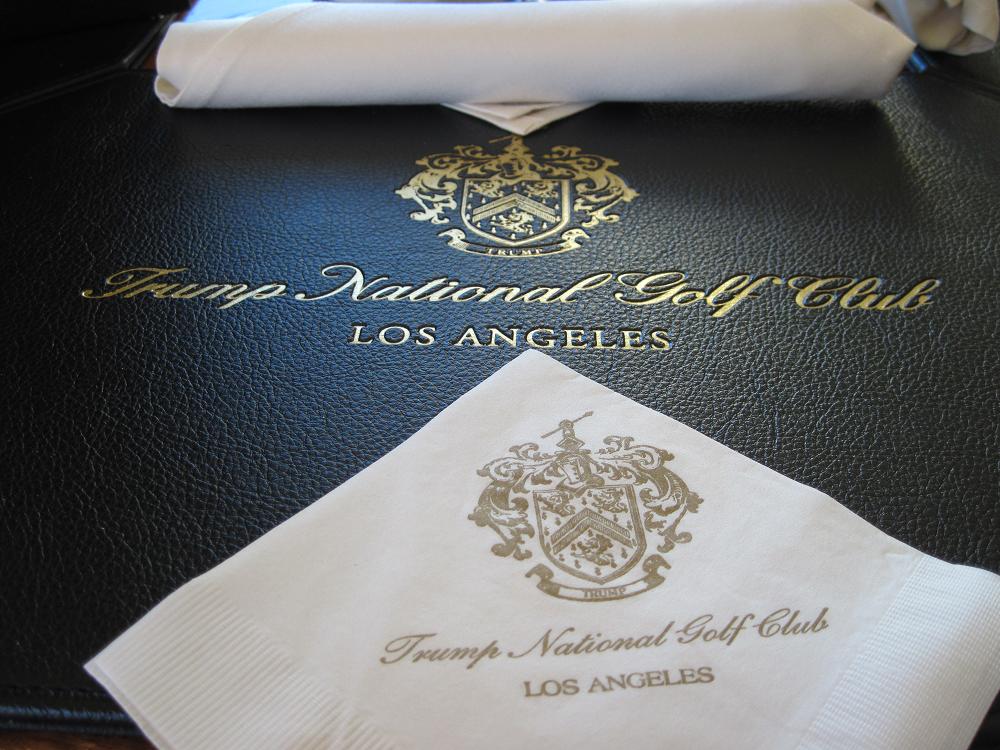 TRUMP
Trump National Golf Club
LOS ANGELES
TRUMP
Trump National Golf Club
LOS ANGELES